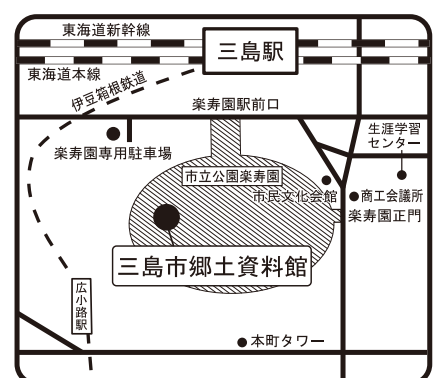 東海道新幹線
三島駅
東海道本線
伊豆箱根鉄道
楽寿園駅前口
生涯学習
センター
楽寿園専用駐車場
市立公園楽寿園
市民文化会館
商工会議所
楽寿園正門
三島市郷土資料館
広小路駅
本町タワー